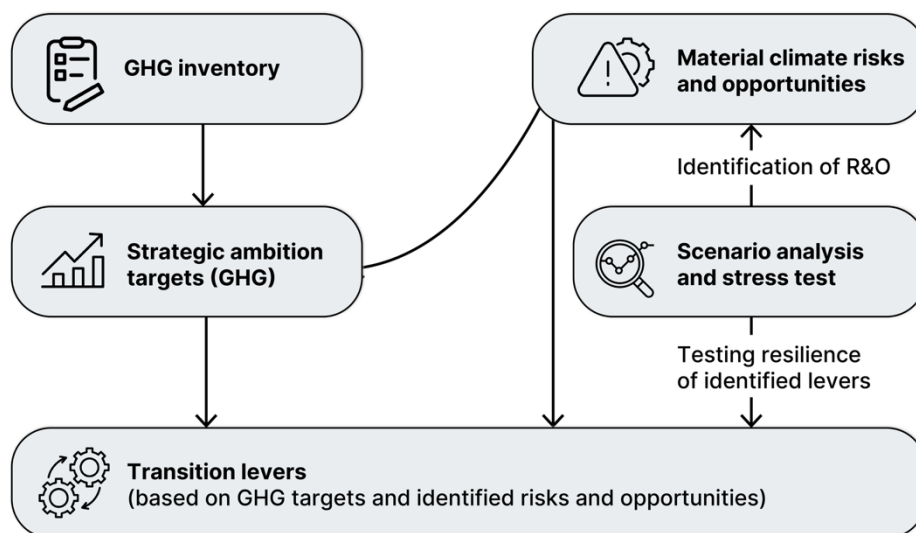 GHG inventory
Material climate risks
and opportunities
Identification of R&O
Strategic ambition
targets (GHG)
Scenario analysis
and stress test
Testing resilience
of identified levers
Transition levers
(based on GHG targets and identified risks and opportunities)